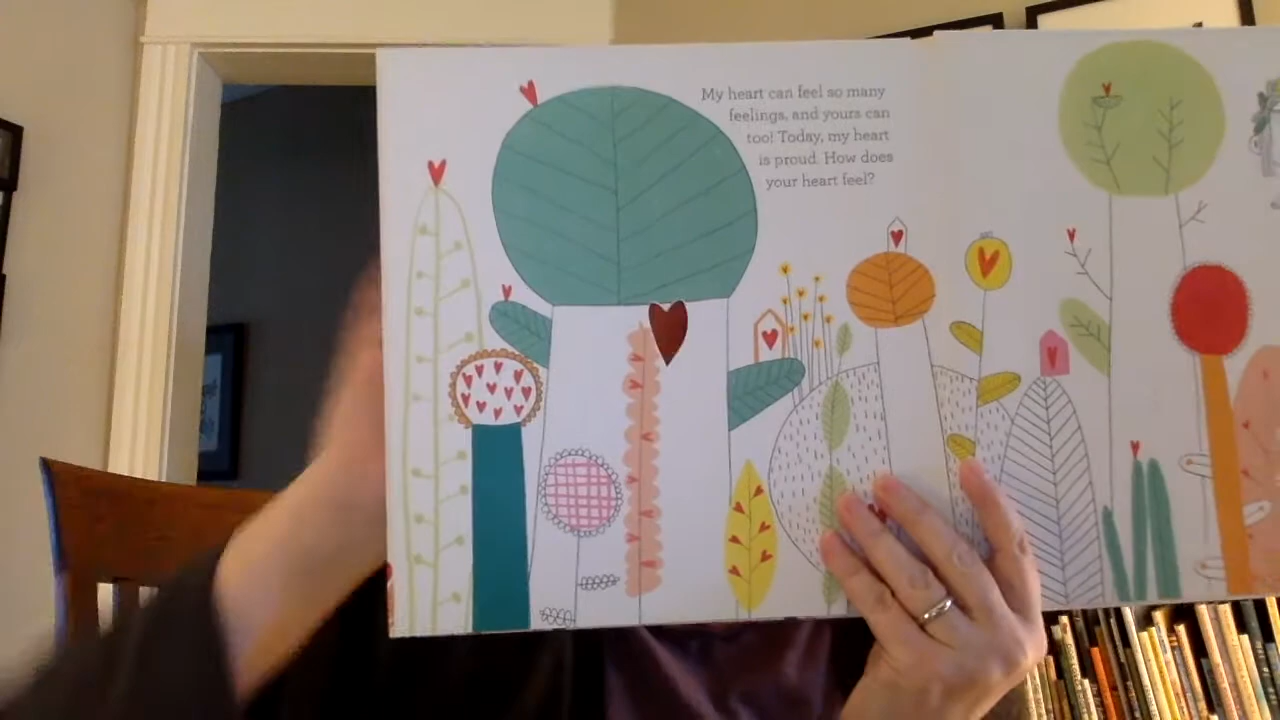 My heart can feel so many
feelings, and yours can
too! Today, my heart
is proud. How does
your heart feel?